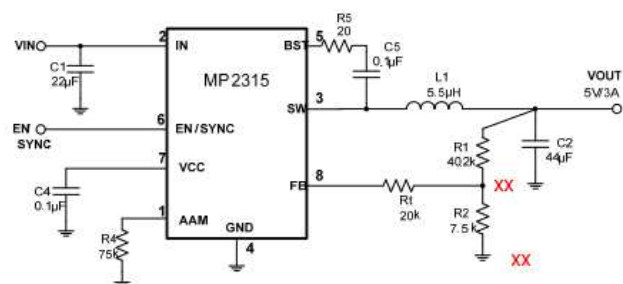 R5
20
VIN
2
IN
BST
5
C5
0.1µF
C1
22µF
MP2315
L1
5.5µH
VOUT
5V/3A
SW
3
EN
SYNC
6
EN/SYNC
R1
40.2k
C2
44µF
7
VCC
C4
0.1µF
FB
8
Rt
20k
XX
1
AAM
R4
75k
GND
4
R2
7.5k
XX